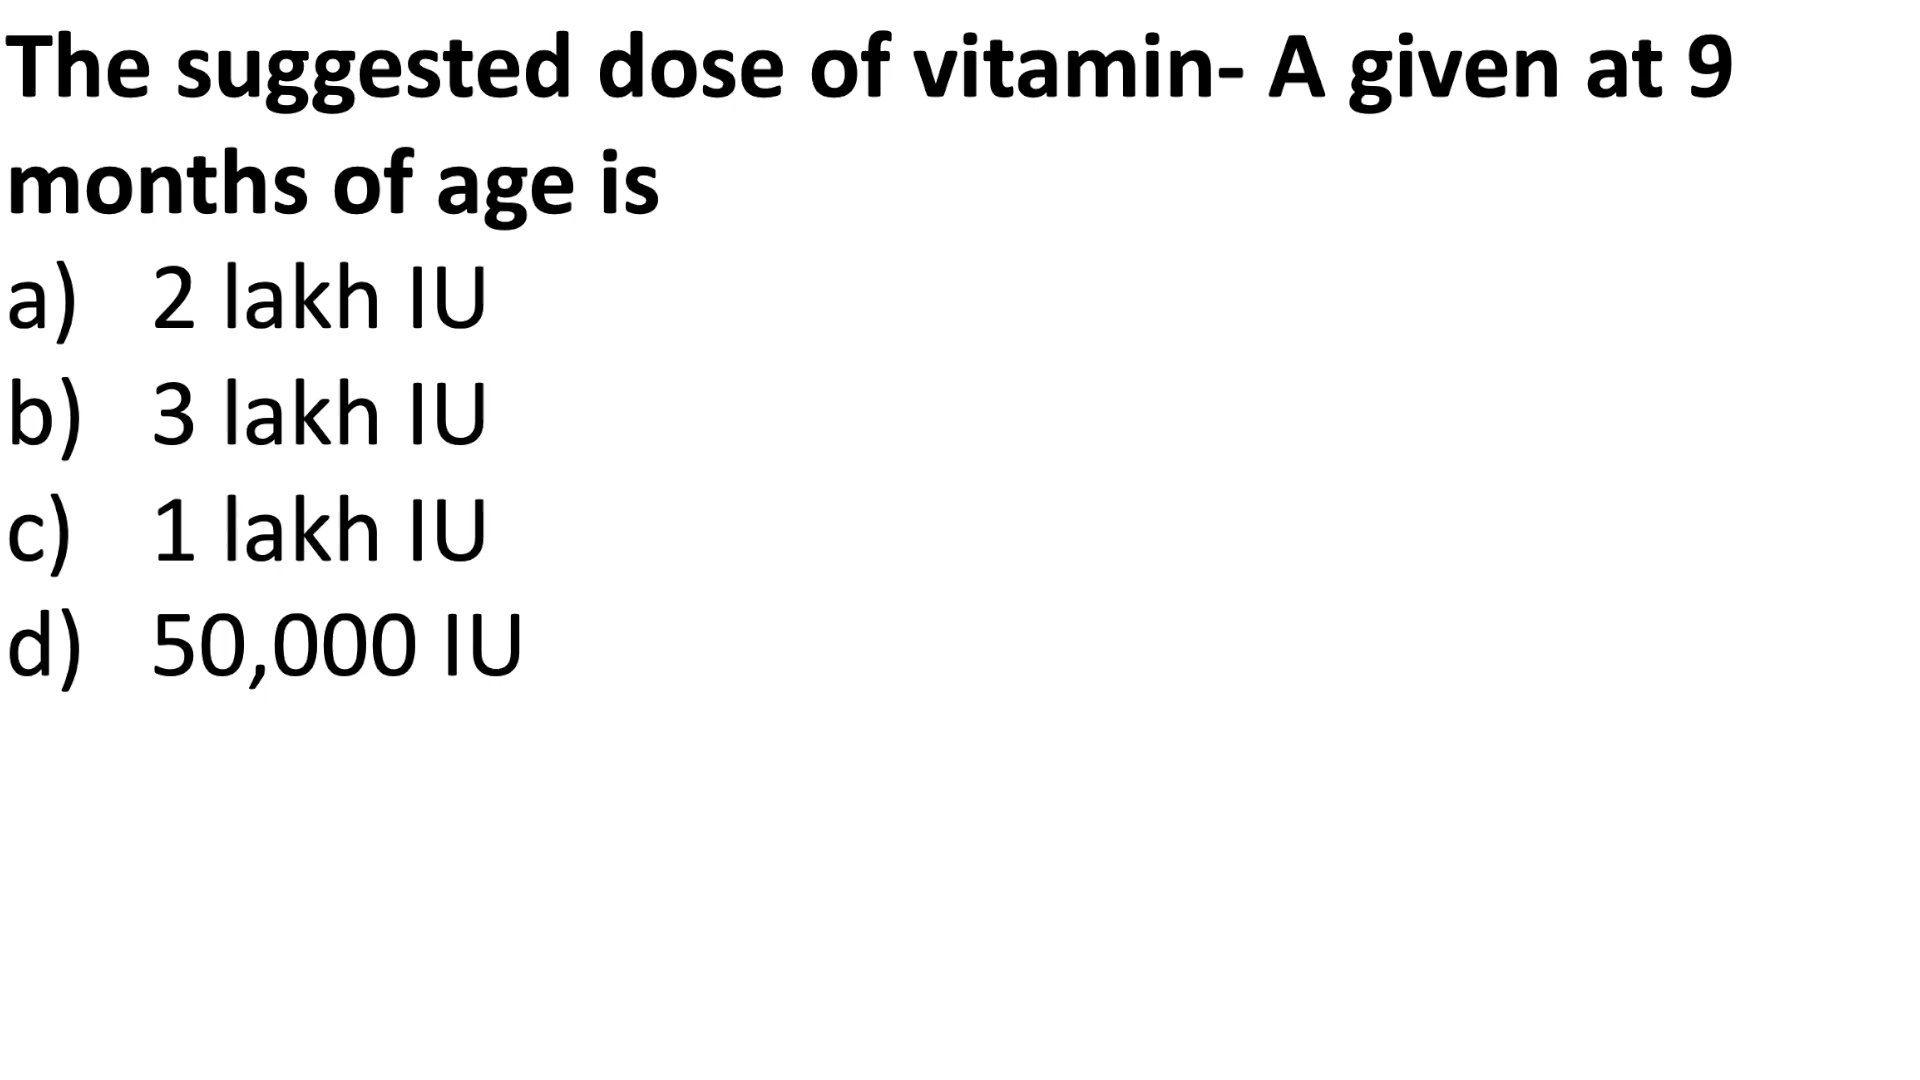 The suggested dose of vitamin- A given at 9
months of age is
a) 2 lakh IU
b) 3 lakh IU
c) 1 lakh IU
d) 50,000 IU